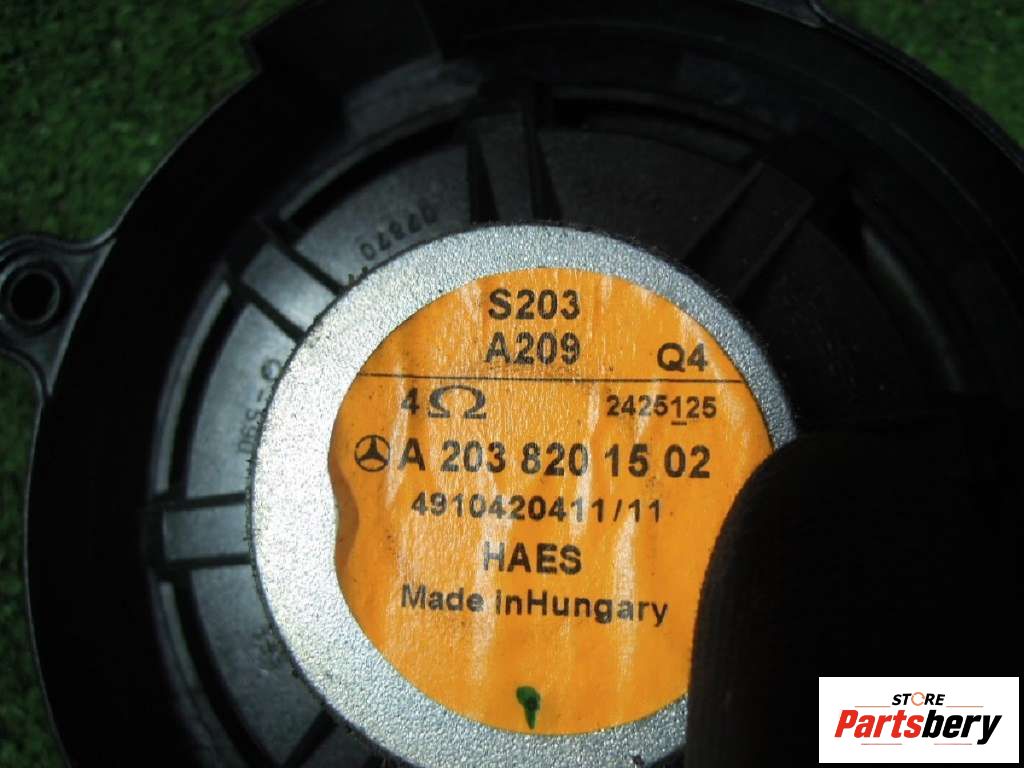 S203
A209
Q4
4Ω
2425125
A 203 820 15 02
4910420411/11
HAES
Made inHungary
STORE
Partsbery